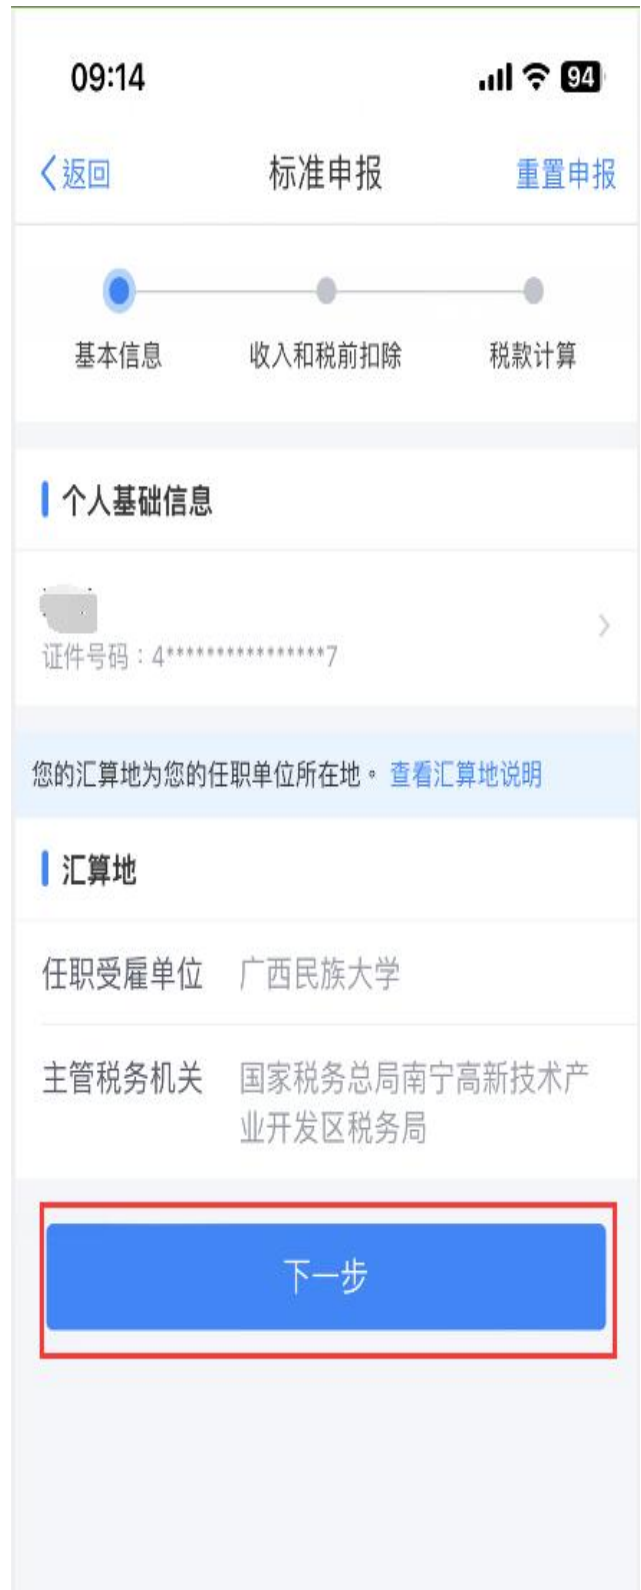 09:14
94
返回
标准申报
重置申报
基本信息
收入和税前扣除
税款计算
个人基础信息
证件号码：4****************7
您的汇算地为您的任职单位所在地。 查看汇算地说明
汇算地
任职受雇单位 广西民族大学
主管税务机关 国家税务总局南宁高新技术产
业开发区税务局
下一步